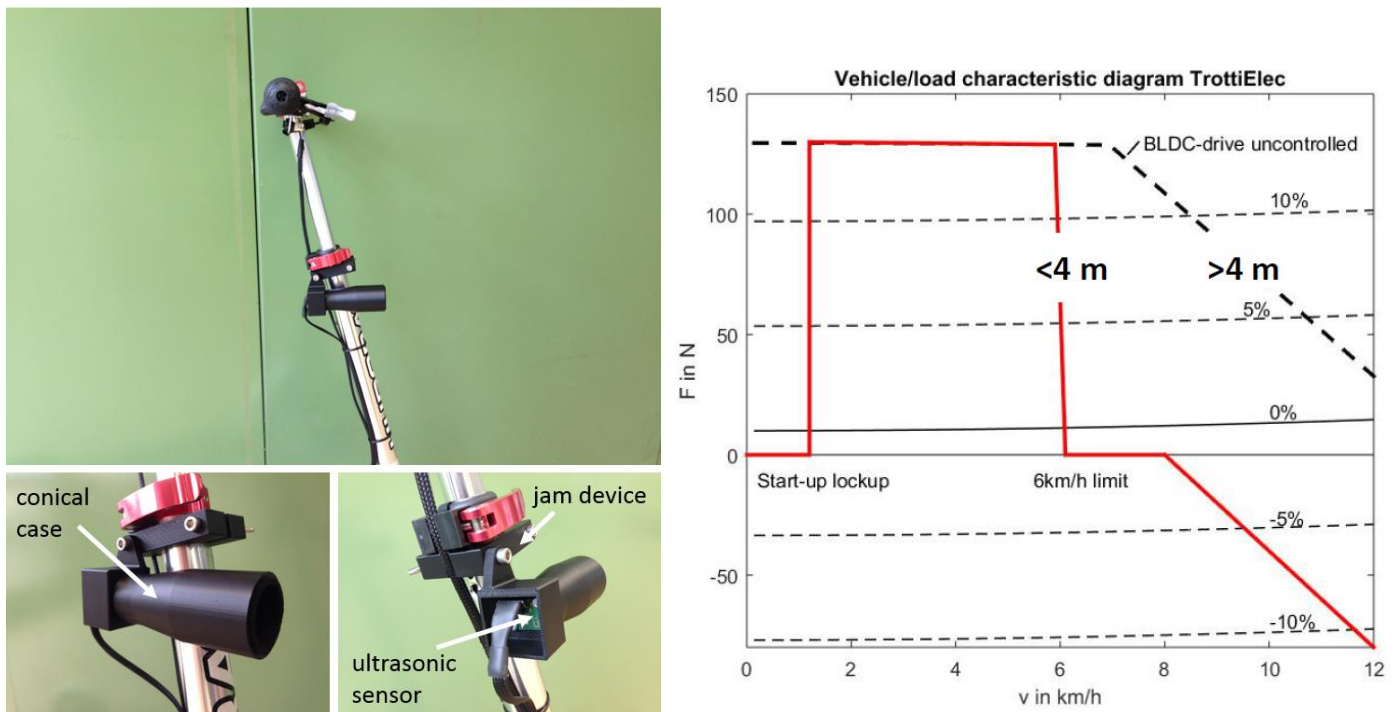 conical
case
jam device
ultrasonic
sensor
Vehicle/load characteristic diagram TrottiElec
150
100
50
0
-50
F in N
BLDC-drive uncontrolled
10%
<4 m
>4 m
5%
0%
Start-up lockup
6km/h limit
-5%
-10%
0
2
4
6
8
10
12
v in km/h